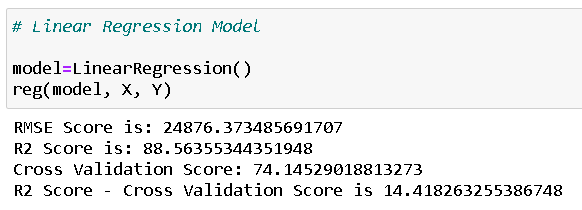 # Linear Regression Model
model=LinearRegression()
reg(model, X, Y)
RMSE Score is: 24876.373485691707
R2 Score is: 88.56355344351948
Cross Validation Score: 74.14529018813273
R2 Score - Cross Validation Score is 14.418263255386748